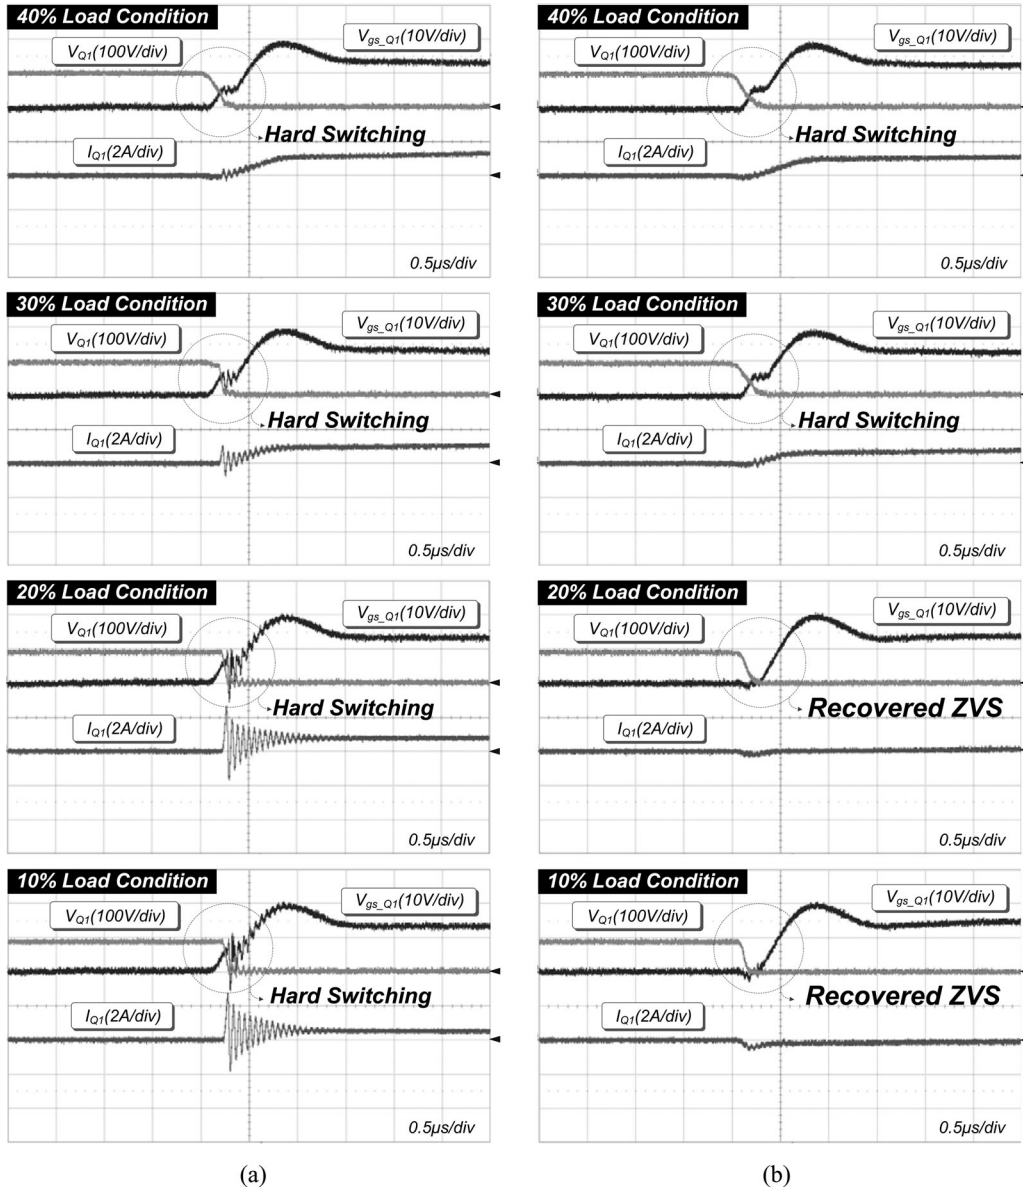 40% Load Condition
V_Q1(100V/div)
V_gs_Q1(10V/div)
Hard Switching
I_Q1(2A/div)
0.5μs/div
30% Load Condition
V_Q1(100V/div)
V_gs_Q1(10V/div)
Hard Switching
I_Q1(2A/div)
0.5μs/div
20% Load Condition
V_Q1(100V/div)
V_gs_Q1(10V/div)
Hard Switching
I_Q1(2A/div)
0.5μs/div
10% Load Condition
V_Q1(100V/div)
V_gs_Q1(10V/div)
Hard Switching
I_Q1(2A/div)
0.5μs/div
(a)
40% Load Condition
V_Q1(100V/div)
V_gs_Q1(10V/div)
Hard Switching
I_Q1(2A/div)
0.5μs/div
30% Load Condition
V_Q1(100V/div)
V_gs_Q1(10V/div)
Hard Switching
I_Q1(2A/div)
0.5μs/div
20% Load Condition
V_Q1(100V/div)
V_gs_Q1(10V/div)
Recovered ZVS
I_Q1(2A/div)
0.5μs/div
10% Load Condition
V_Q1(100V/div)
V_gs_Q1(10V/div)
Recovered ZVS
I_Q1(2A/div)
0.5μs/div
(b)